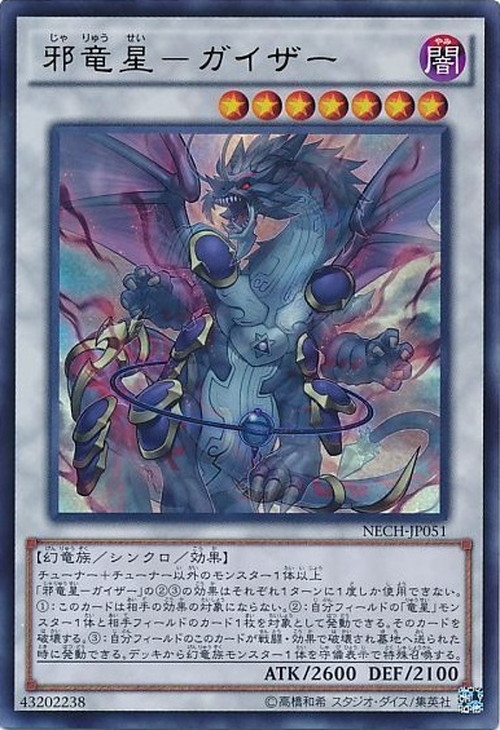 じゃ りゅう せい
邪竜星－ガイザー
やみ
闇
NECH-JP051
【幻竜族／シンクロ／効果】
チューナー＋チューナー以外のモンスター1体以上
「邪竜星－ガイザー」の②③の効果はそれぞれ1ターンに1度しか使用できない。
①：このカードは相手の効果の対象にならない。②：自分フィールドの「竜星」モン
スター1体と相手フィールドのカード1枚を対象として発動できる。そのカードを
破壊する。③：自分フィールドのこのカードが戦闘・効果で破壊され墓地へ送られた
時に発動できる。デッキから幻竜族モンスター1体を守備表示で特殊召喚する。
ATK/2600 DEF/2100
43202238
©高橋和希 スタジオ・ダイス/集英社